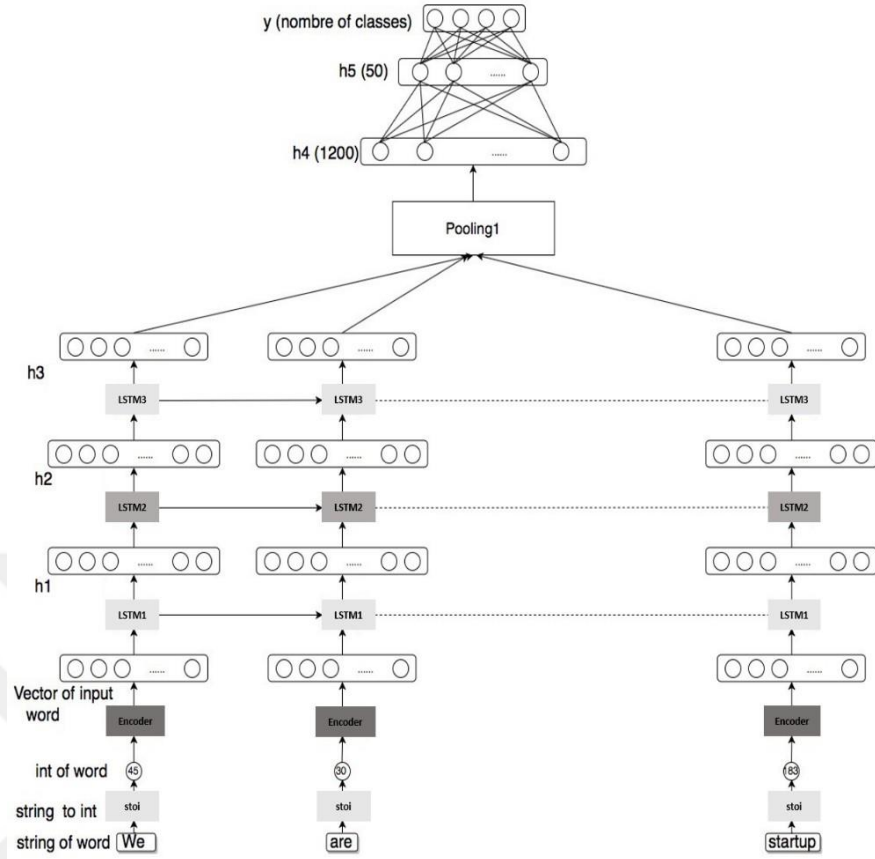 y (nombre of classes)
h5 (50)
......
h4 (1200)
......
Pooling1
...... ...... ......
h3
LSTM3 LSTM3 LSTM3
...... ...... ......
h2
LSTM2 LSTM2 LSTM2
...... ...... ......
h1
LSTM1 LSTM1 LSTM1
...... ...... ......
Vector of input
word
Encoder Encoder Encoder
int of word 45 30 183
string to int stoi stoi stoi
string of word We are startup